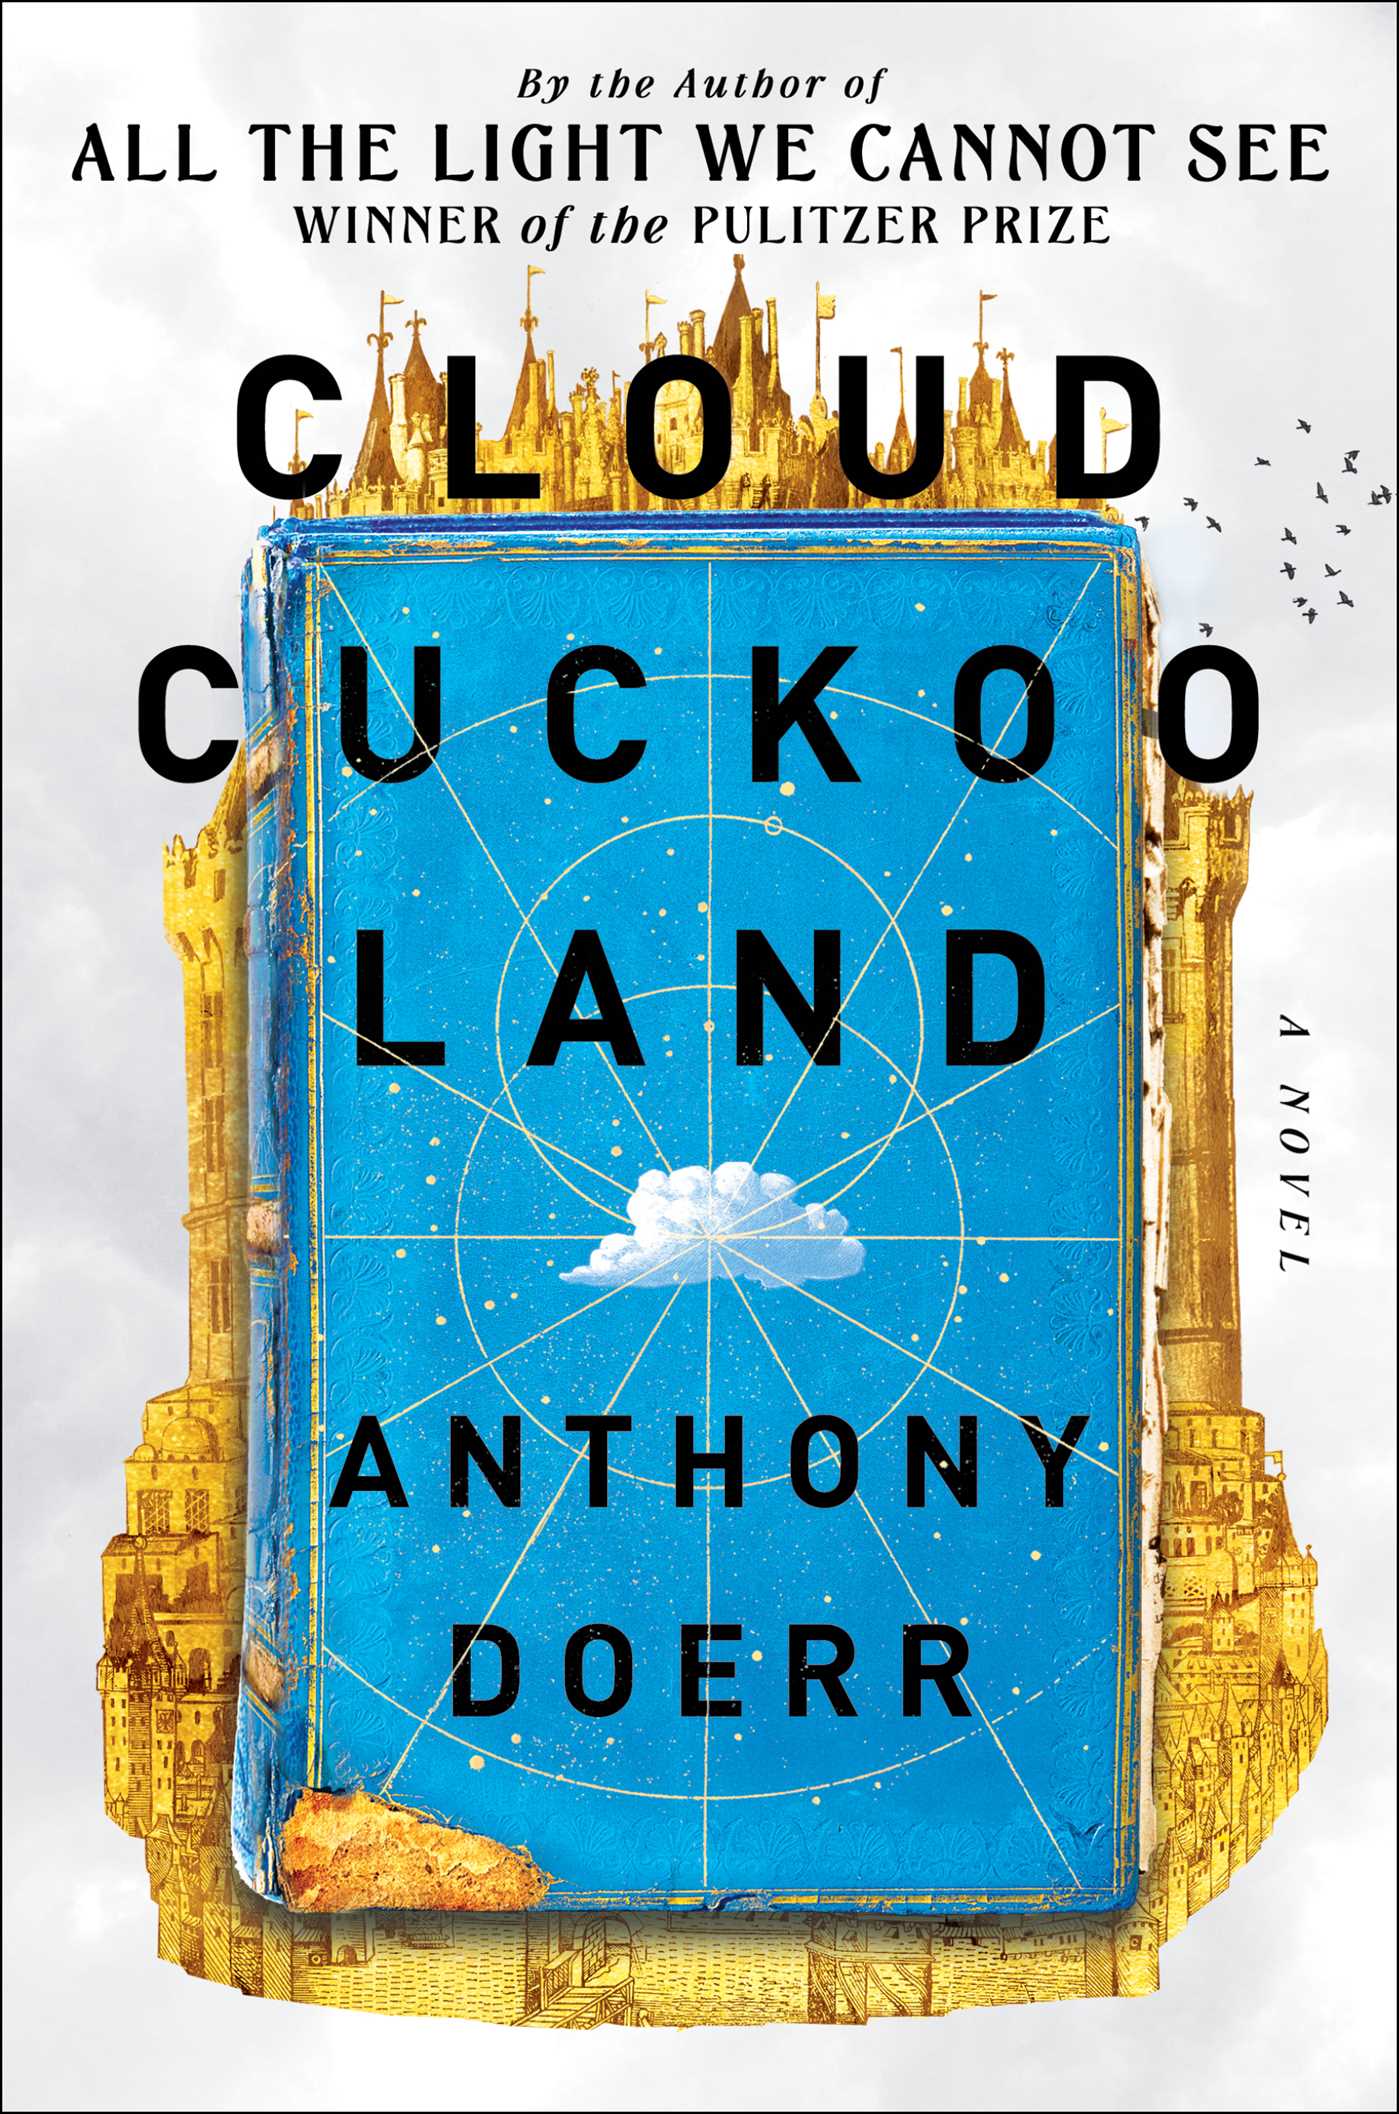 By the Author of
ALL THE LIGHT WE CANNOT SEE
WINNER of the PULITZER PRIZE
CLOUD
CUCKOO
LAND
A NOVEL
ANTHONY
DOERR